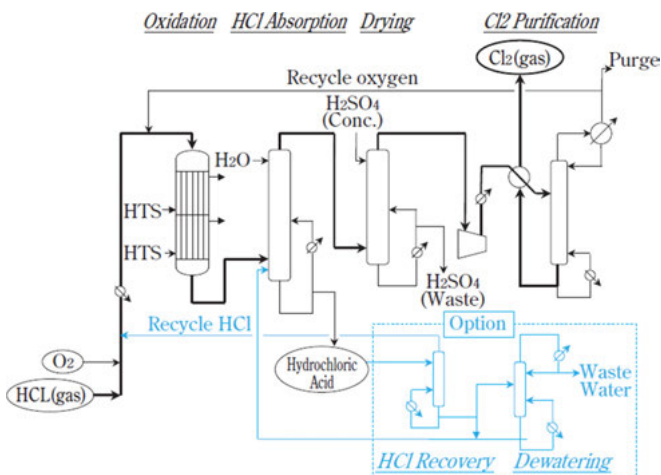 Oxidation HCl Absorption Drying Cl2 Purification
Cl2(gas)
Purge
Recycle oxygen
H2SO4
(Conc.)
H2O
HTS
HTS
H2SO4
(Waste)
Recycle HCl
Option
O2
Hydrochloric
Acid
Waste
Water
HCL(gas)
HCl Recovery Dewatering